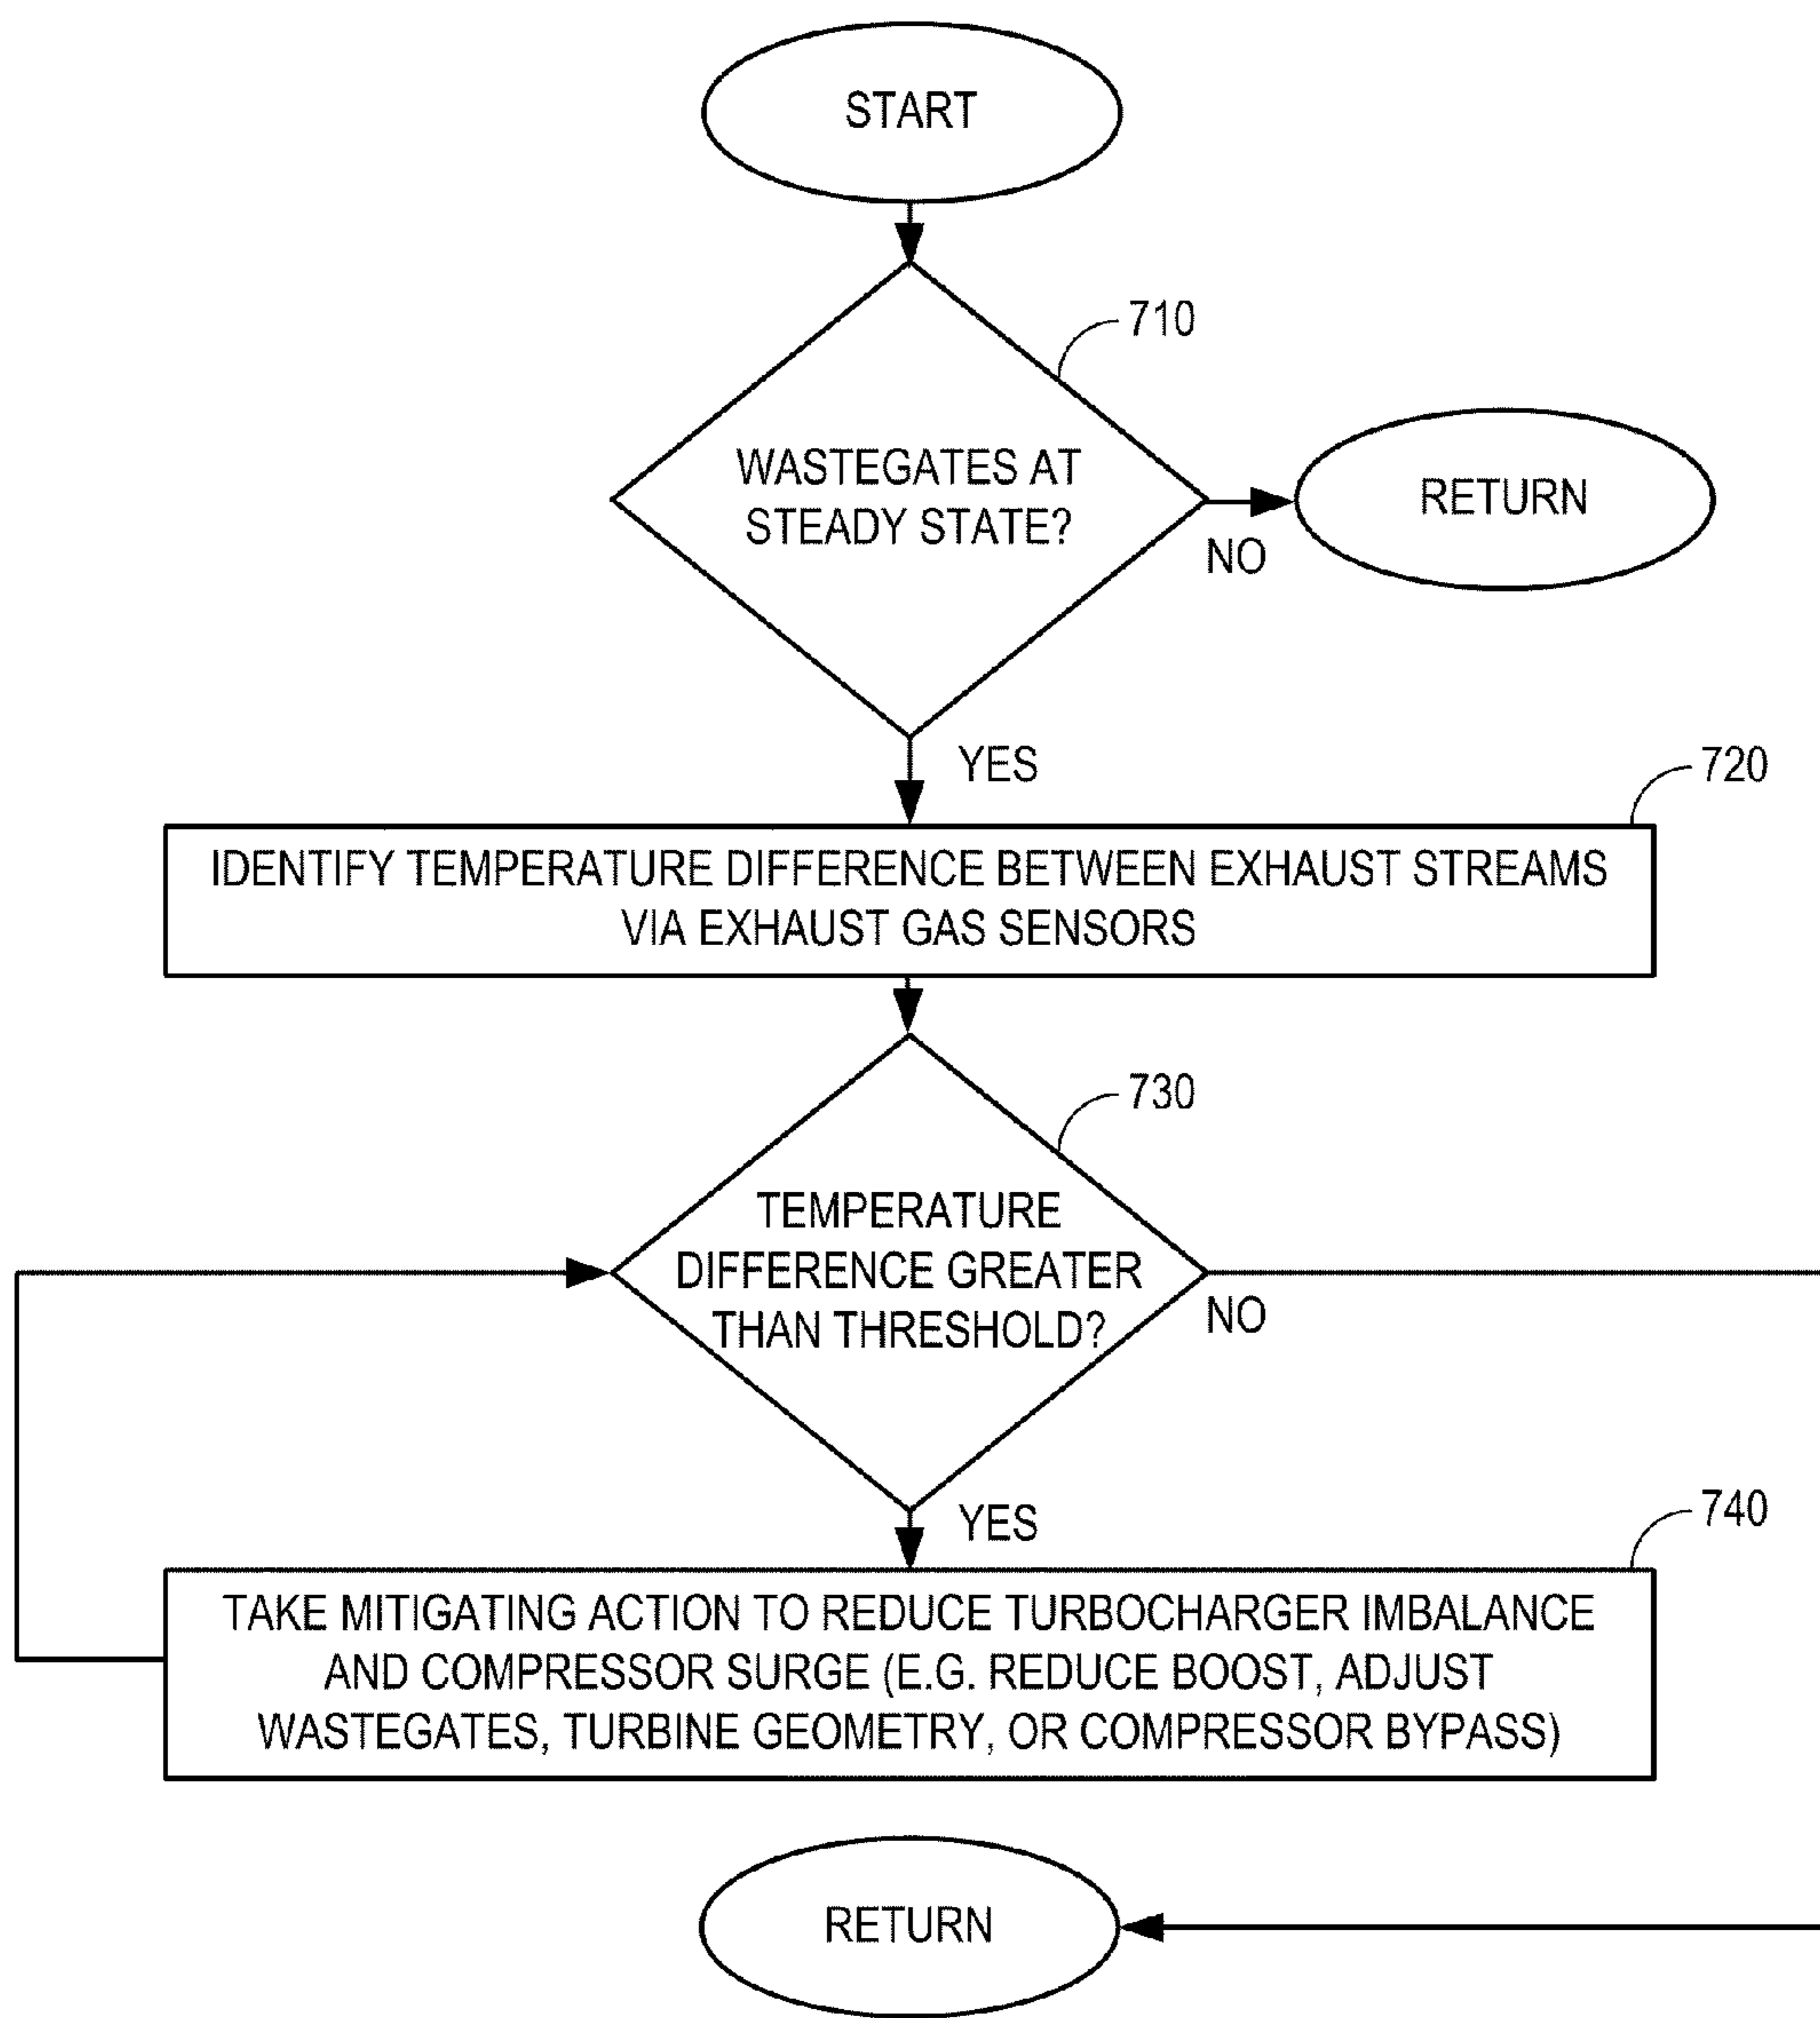 START
710
WASTEGATES AT
STEADY STATE?
NO
RETURN
YES
720
IDENTIFY TEMPERATURE DIFFERENCE BETWEEN EXHAUST STREAMS
VIA EXHAUST GAS SENSORS
730
TEMPERATURE
DIFFERENCE GREATER
THAN THRESHOLD?
NO
YES
740
TAKE MITIGATING ACTION TO REDUCE TURBOCHARGER IMBALANCE
AND COMPRESSOR SURGE (E.G. REDUCE BOOST, ADJUST
WASTEGATES, TURBINE GEOMETRY, OR COMPRESSOR BYPASS)
RETURN